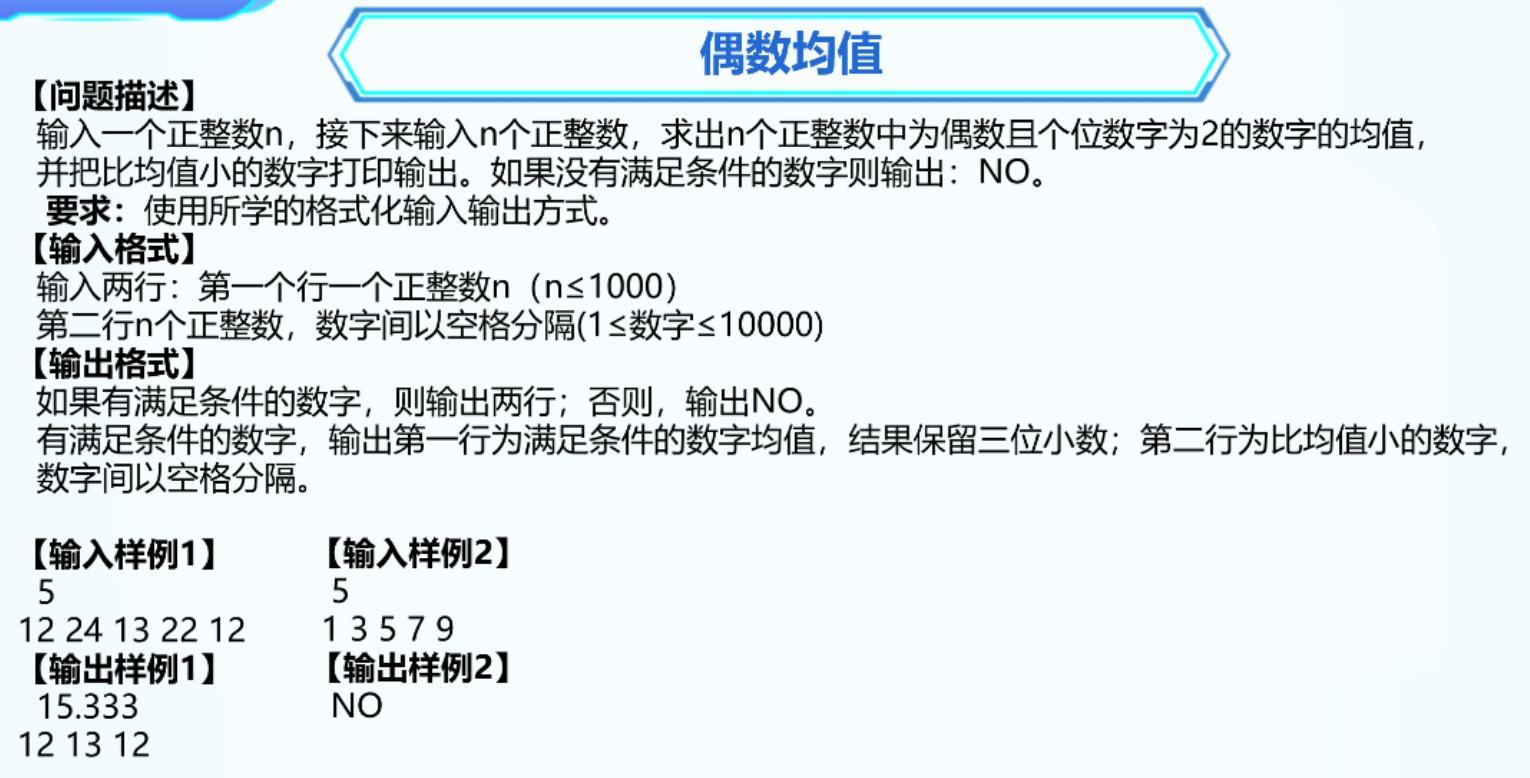 偶数均值
【问题描述】
输入一个正整数n，接下来输入n个正整数，求出n个正整数中为偶数且个位数字为2的数字的均值，
并把比均值小的数字打印输出。如果没有满足条件的数字则输出：NO。
要求：使用所学的格式化输入输出方式。
【输入格式】
输入两行：第一个行一个正整数n（n≤1000）
第二行n个正整数，数字间以空格分隔(1≤数字≤10000)
【输出格式】
如果有满足条件的数字，则输出两行；否则，输出NO。
有满足条件的数字，输出第一行为满足条件的数字均值，结果保留三位小数；第二行为比均值小的数字，
数字间以空格分隔。
【输入样例1】 【输入样例2】
5 5
12 24 13 22 12 1 3 5 7 9
【输出样例1】 【输出样例2】
15.333 NO
12 13 12